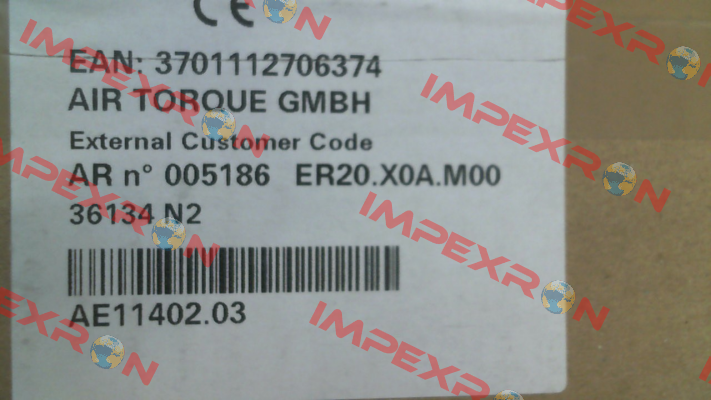 CE
EAN: 3701112706374
AIR TORQUE GMBH
External Customer Code
AR n° 005186 ER20.X0A.M00
36134 N2
AE11402.03
IMPEXRON
IMPEXRON
IMPEXRON
IMPEXRON
IMPEXRON
IMPEXRON
IMPEXRON